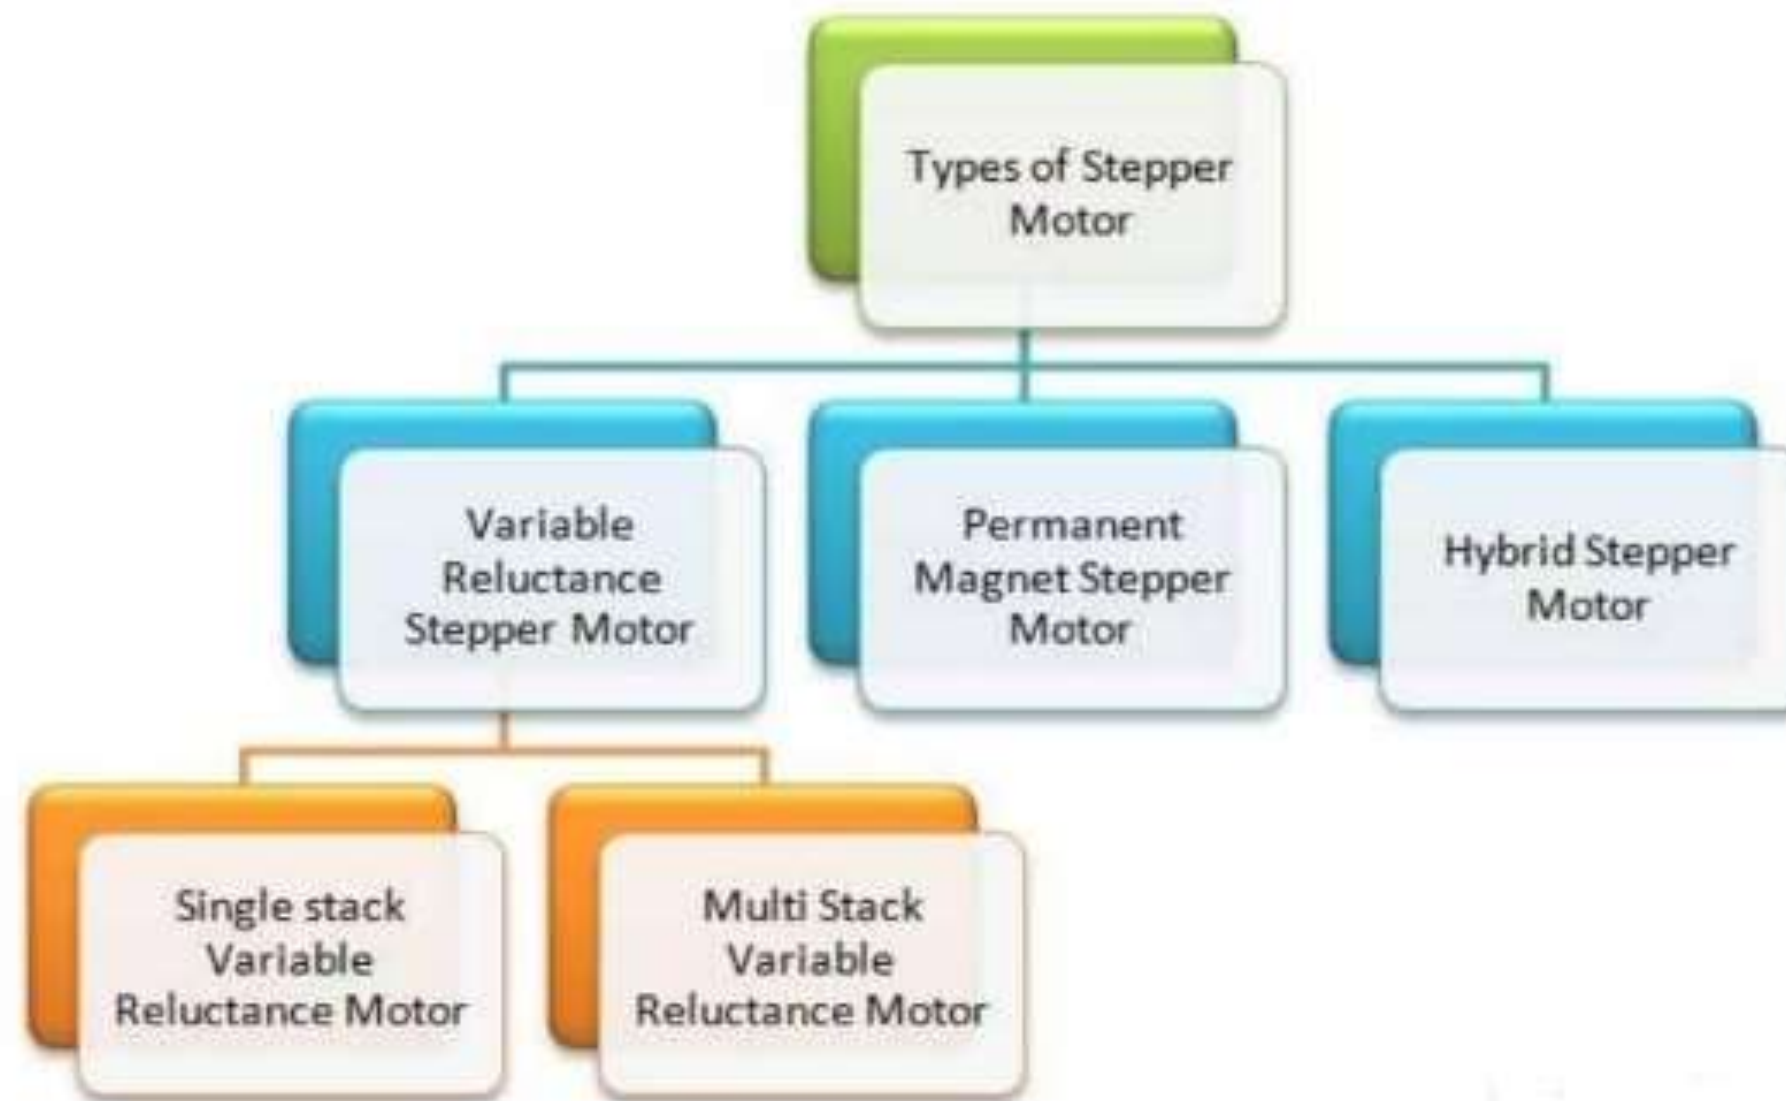 Types of Stepper
Motor
Variable
Reluctance
Stepper Motor
Permanent
Magnet Stepper
Motor
Hybrid Stepper
Motor
Single stack
Variable
Reluctance Motor
Multi Stack
Variable
Reluctance Motor